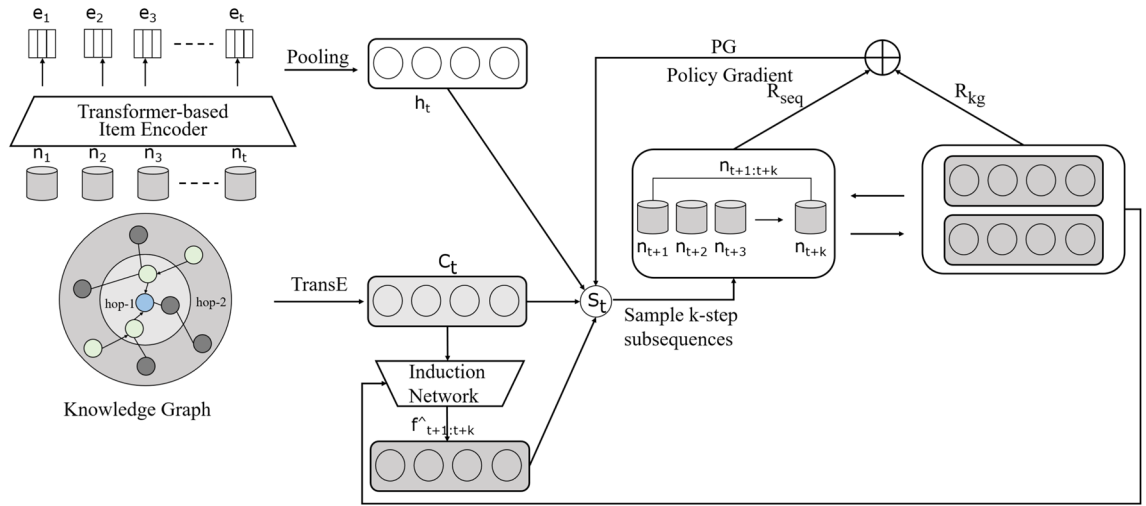 e1 e2 e3 et
Pooling
ht
Transformer-based
Item Encoder
n1 n2 n3 nt
hop-1
hop-2
Knowledge Graph
TransE
Ct
Induction
Network
f^t+1:t+k
St
Sample k-step
subsequences
PG
Policy Gradient
Rseq
Rkg
nt+1:t+k
nt+1 nt+2 nt+3 nt+k